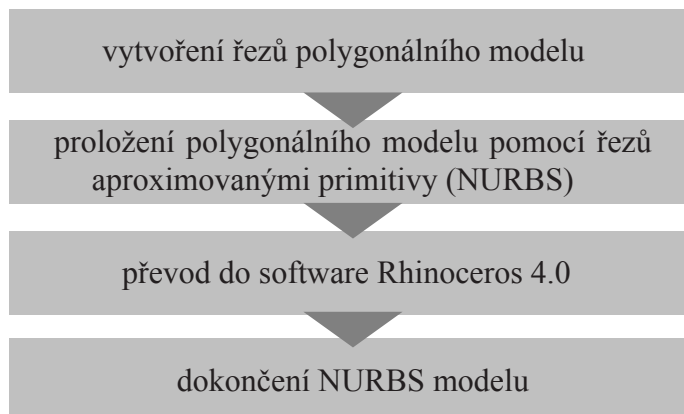 vytvoření řezů polygonálního modelu
proložení polygonálního modelu pomocí řezů
aproximovanými primitivy (NURBS)
převod do software Rhinoceros 4.0
dokončení NURBS modelu